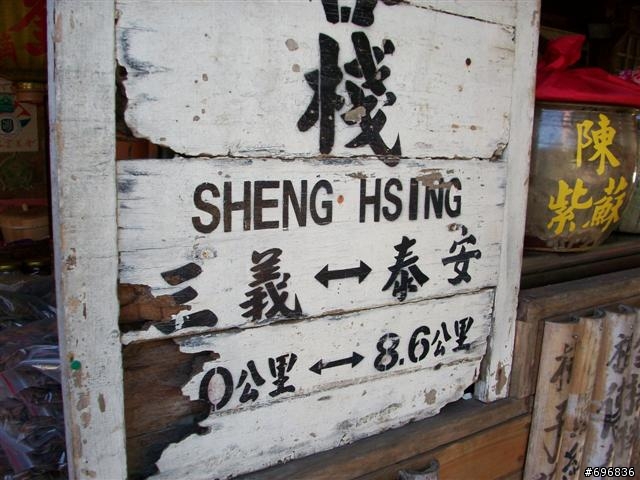 棧
SHENG HSING
三義 ↔ 泰安
0公里 ↔ 8.6公里
陳
紫蘇
#696836